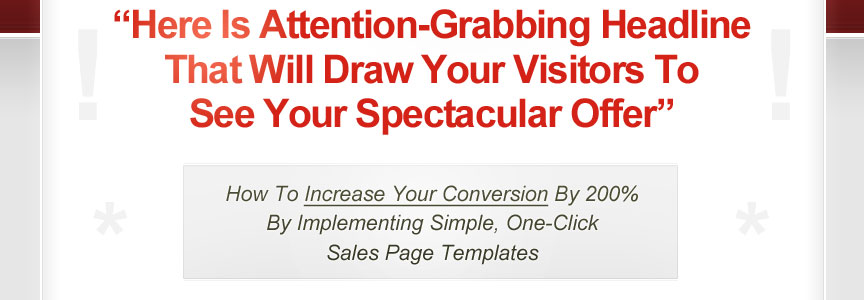 “Here Is Attention-Grabbing Headline
That Will Draw Your Visitors To
See Your Spectacular Offer”
! !
How To Increase Your Conversion By 200%
By Implementing Simple, One-Click
* *
Sales Page Templates